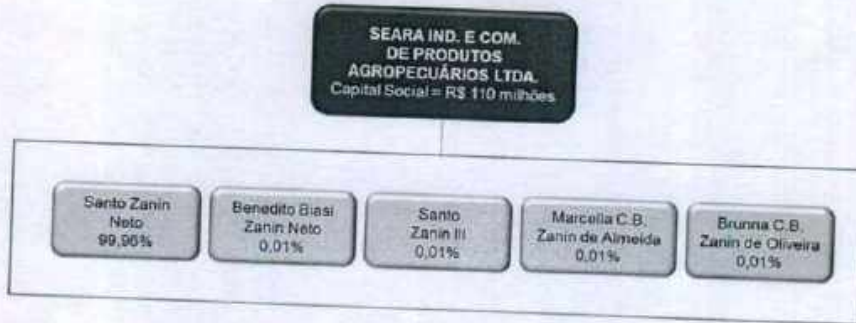 SEARA IND. E COM.
DE PRODUTOS
AGROPECUÁRIOS LTDA.
Capital Social = R$ 110 milhões
Santo Zanin
Neto
99,96%
Benedito Biasi
Zanin Neto
0,01%
Santo
Zanin III
0,01%
Marcella C.B.
Zanin de Almeida
0,01%
Brunna C.B.
Zanin de Oliveira
0,01%